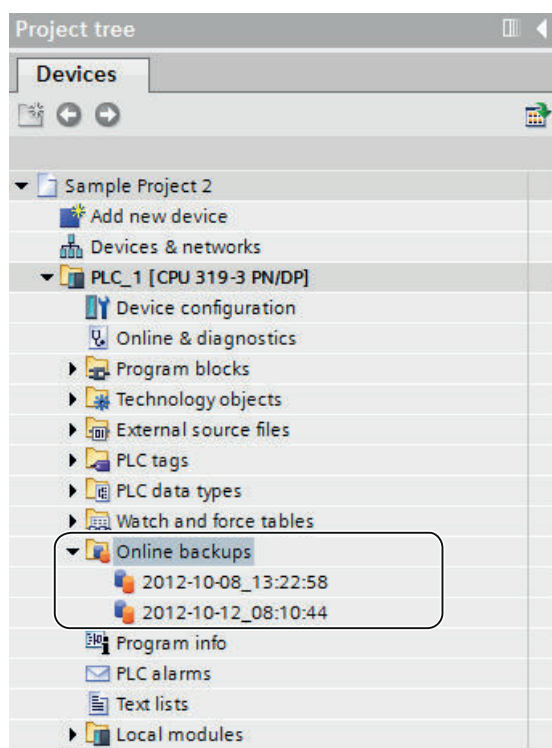 Project tree
Devices
Sample Project 2
Add new device
Devices & networks
PLC_1 [CPU 319-3 PN/DP]
Device configuration
Online & diagnostics
Program blocks
Technology objects
External source files
PLC tags
PLC data types
Watch and force tables
Online backups
2012-10-08_13:22:58
2012-10-12_08:10:44
Program info
PLC alarms
Text lists
Local modules